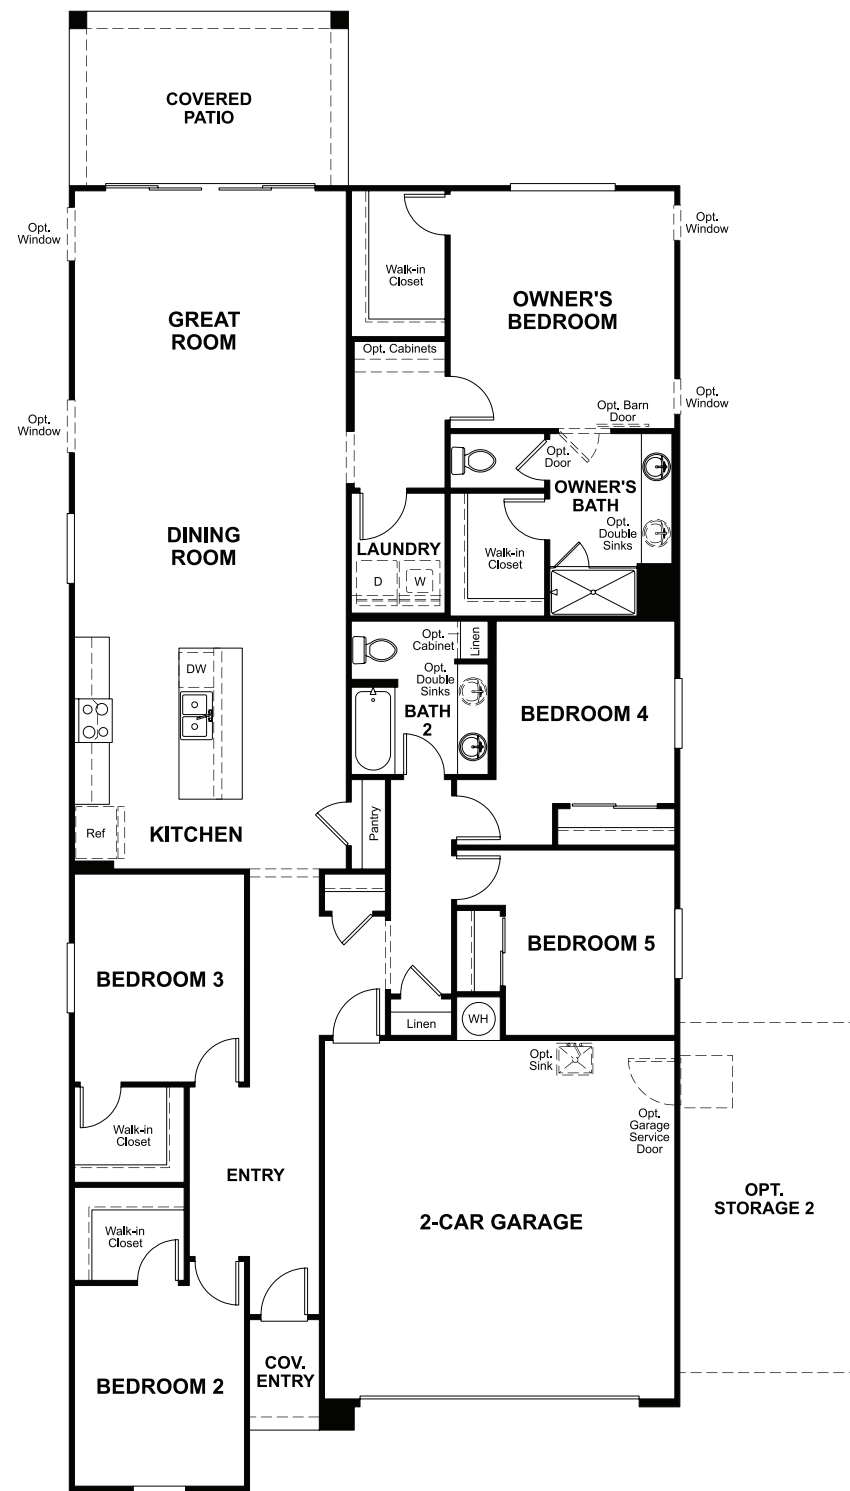 COVERED
PATIO
Opt.
Window
Opt.
Window
Walk-in
Closet
OWNER'S
BEDROOM
GREAT
ROOM
Opt. Cabinets
Opt.
Window
Opt.
Window
Opt. Barn
Door
Opt.
Door
OWNER'S
BATH
Opt.
Double
Sinks
Walk-in
Closet
DINING
ROOM
LAUNDRY
D
W
Opt.
Cabinet
Linen
Opt.
Double
Sinks
BATH
2
DW
BEDROOM 4
Ref
KITCHEN
Pantry
BEDROOM 3
BEDROOM 5
Linen
WH
Opt.
Sink
Opt.
Garage
Service
Door
Walk-in
Closet
ENTRY
OPT.
STORAGE 2
2-CAR GARAGE
Walk-in
Closet
COV.
ENTRY
BEDROOM 2